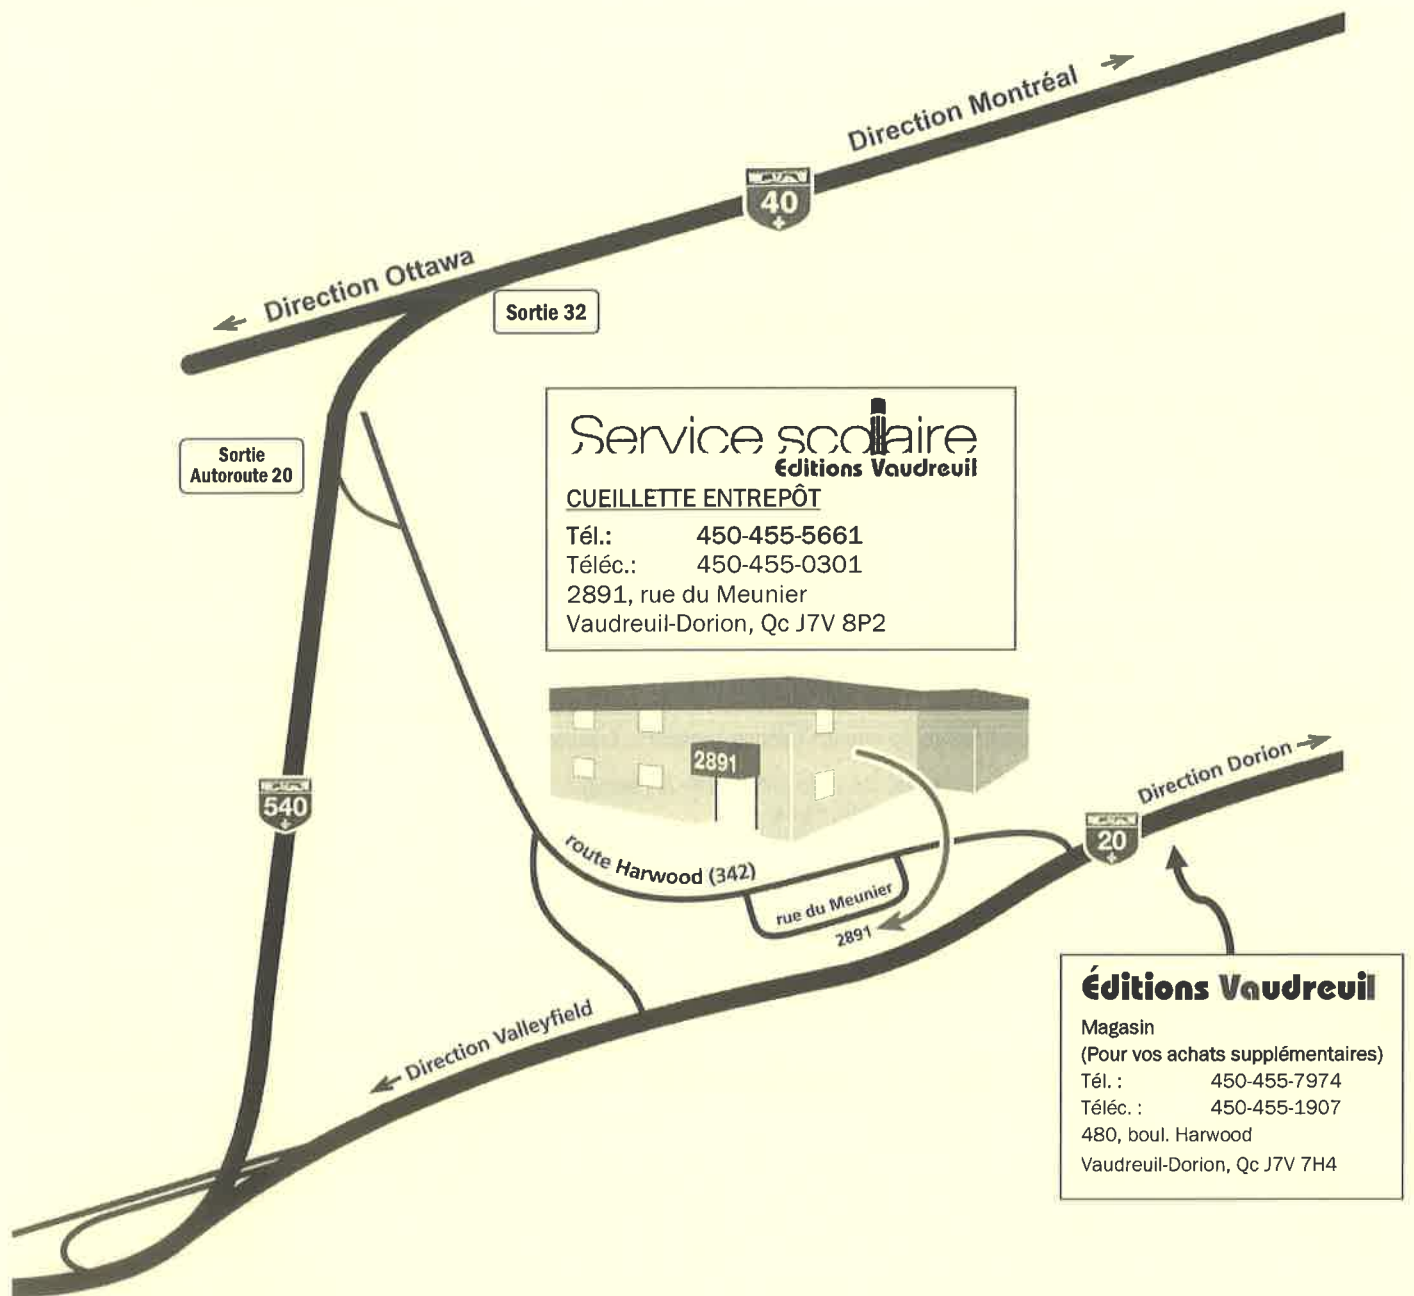 Direction Montréal
40
Direction Ottawa
Sortie 32
Sortie
Autoroute 20
Service scolaire
Éditions Vaudreuil
CUEILLETTE ENTREPÔT
Tél.: 450-455-5661
Téléc.: 450-455-0301
2891, rue du Meunier
Vaudreuil-Dorion, Qc J7V 8P2
2891
540
Direction Dorion
20
route Harwood (342)
rue du Meunier
2891
Direction Valleyfield
Éditions Vaudreuil
Magasin
(Pour vos achats supplémentaires)
Tél. : 450-455-7974
Téléc. : 450-455-1907
480, boul. Harwood
Vaudreuil-Dorion, Qc J7V 7H4